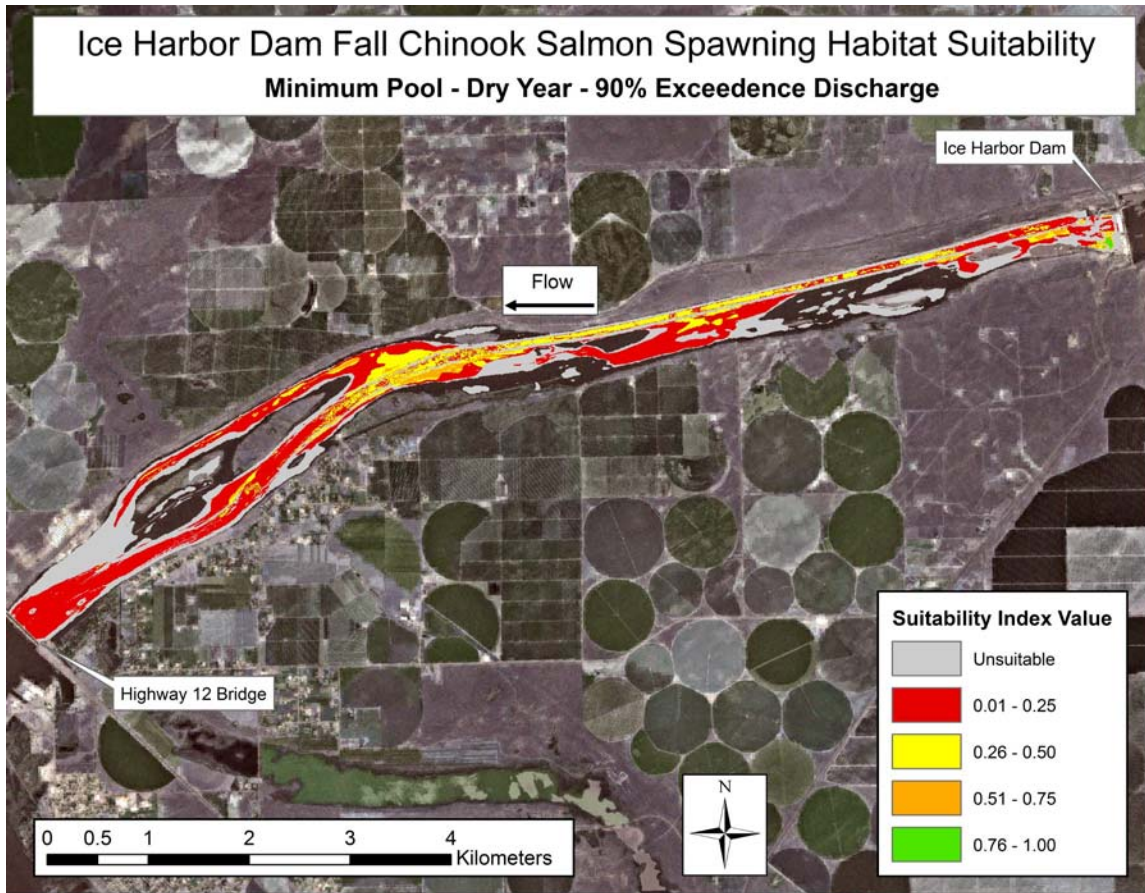 Ice Harbor Dam Fall Chinook Salmon Spawning Habitat Suitability
Minimum Pool - Dry Year - 90% Exceedence Discharge
Ice Harbor Dam
Flow
Highway 12 Bridge
Suitability Index Value
Unsuitable
0.01 - 0.25
0.26 - 0.50
0.51 - 0.75
0.76 - 1.00
N
0 0.5 1 2 3 4
Kilometers